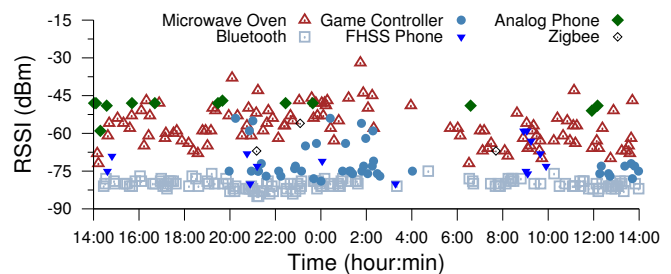 Microwave Oven Game Controller Analog Phone
Bluetooth FHSS Phone Zigbee
-15
-30
-45
-60
-75
-90
RSSI (dBm)
14:00 16:00 18:00 20:00 22:00 0:00 2:00 4:00 6:00 8:00 10:00 12:00 14:00
Time (hour:min)